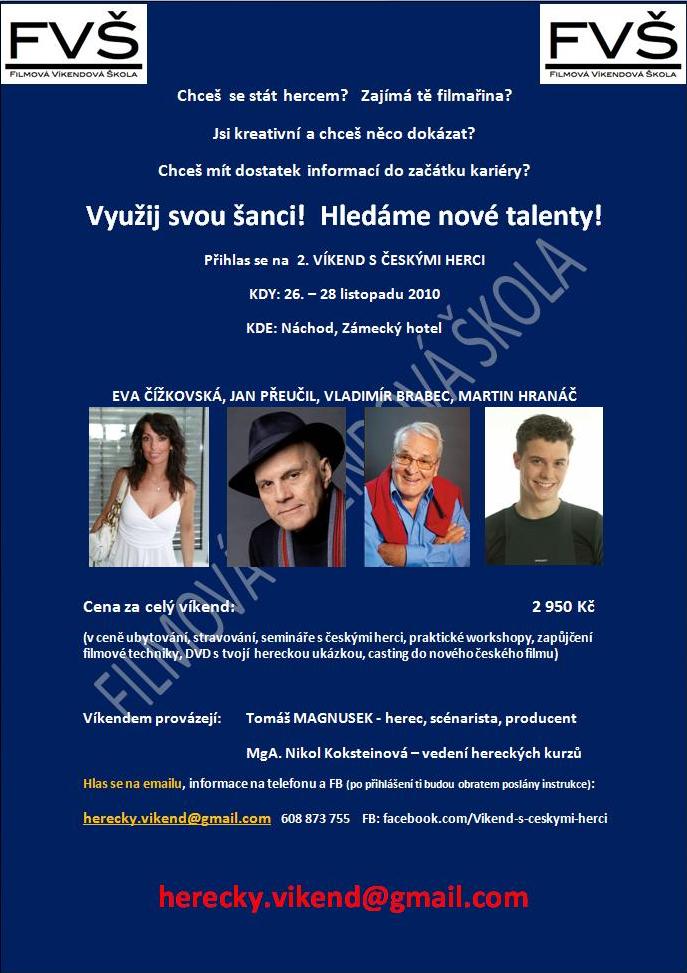 FVŠ
FILMOVÁ VÍKENDOVÁ ŠKOLA
FVŠ
FILMOVÁ VÍKENDOVÁ ŠKOLA
Chceš se stát hercem? Zajímá tě filmařina?
Jsi kreativní a chceš něco dokázat?
Chceš mít dostatek informací do začátku kariéry?
Využij svou šanci! Hledáme nové talenty!
Přihlas se na 2. VÍKEND S ČESKÝMI HERCI
KDY: 26. – 28 listopadu 2010
KDE: Náchod, Zámecký hotel
EVA ČÍŽKOVSKÁ, JAN PŘEUČIL, VLADIMÍR BRABEC, MARTIN HRANÁČ
FILMOVÁ VÍKENDOVÁ ŠKOLA
Cena za celý víkend: 2 950 Kč
(v ceně ubytování, stravování, semináře s českými herci, praktické workshopy, zapůjčení
filmové techniky, DVD s tvojí hereckou ukázkou, casting do nového českého filmu)
Víkendem provázejí: Tomáš MAGNUSEK - herec, scénarista, producent
MgA. Nikol Koksteinová – vedení hereckých kurzů
Hlas se na emailu, informace na telefonu a FB (po přihlášení ti budou obratem poslány instrukce):
herecky.vikend@gmail.com 608 873 755 FB: facebook.com/Vikend-s-ceskymi-herci
herecky.vikend@gmail.com